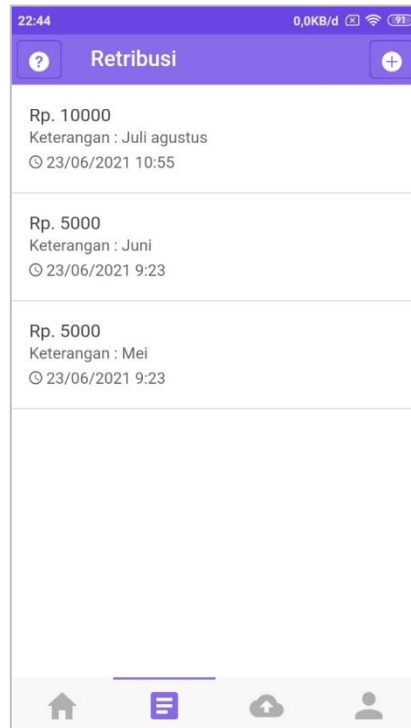 22:44 0,0KB/d 91
Retribusi
Rp. 10000
Keterangan : Juli agustus
23/06/2021 10:55
Rp. 5000
Keterangan : Juni
23/06/2021 9:23
Rp. 5000
Keterangan : Mei
23/06/2021 9:23